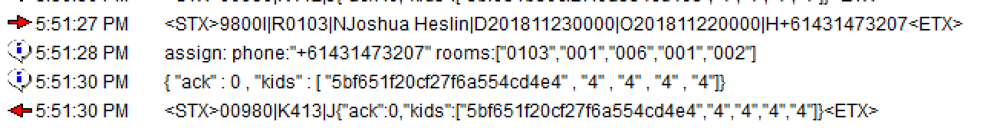 5:51:27 PM <STX>9800I|R0103|NJoshua Heslin|D201811230000|O201811220000|H+61431473207<ETX>
5:51:28 PM assign: phone:"+61431473207" rooms:["0103","001","006","001","002"]
5:51:30 PM { "ack" : 0 , "kids" : [ "5bf651f20cf27f6a554cd4e4" , "4" , "4" , "4" , "4"]}
5:51:30 PM <STX>00980|K413|J{"ack":0,"kids":["5bf651f20cf27f6a554cd4e4","4","4","4","4"]}<ETX>